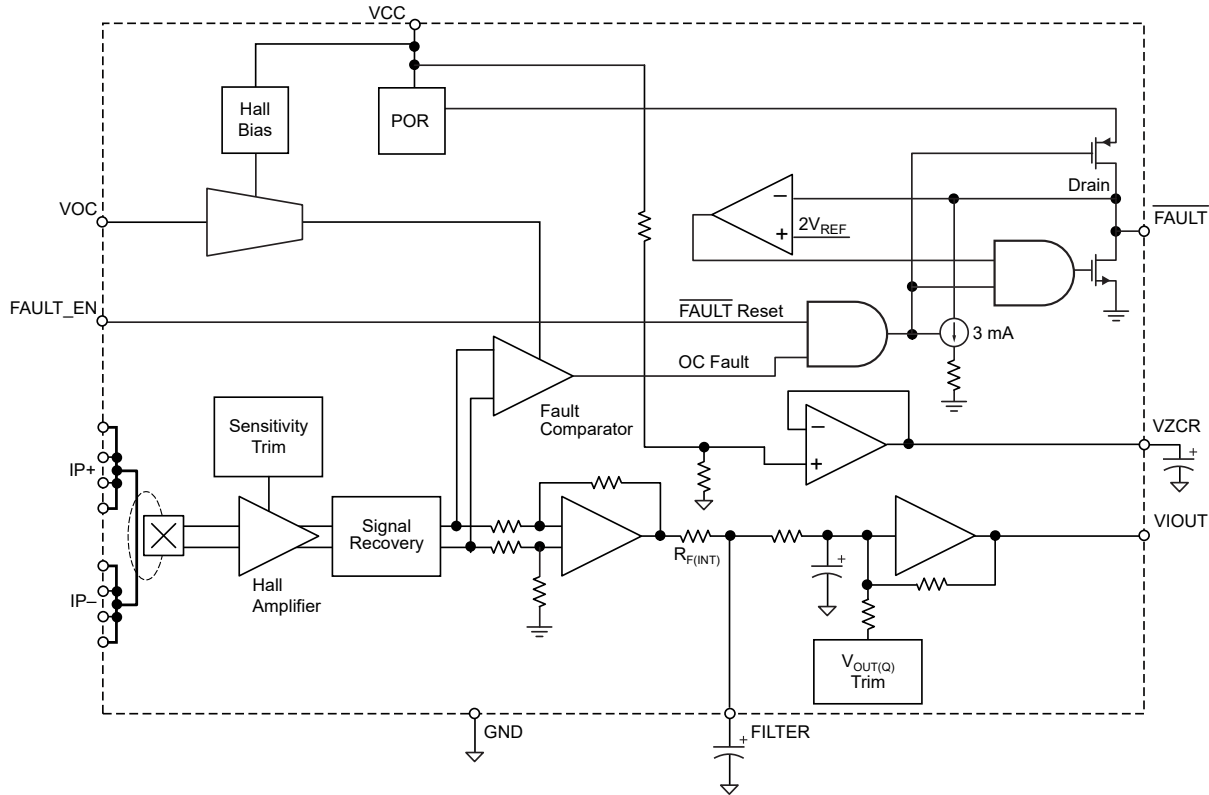 VCC
Hall
Bias
POR
VOC
Drain
FAULT
2VREF
FAULT_EN
FAULT Reset
3 mA
OC Fault
Fault
Comparator
Sensitivity
Trim
VZCR
IP+
Signal
Recovery
VIOUT
RF(INT)
Hall
Amplifier
IP–
VOUT(Q)
Trim
GND
FILTER